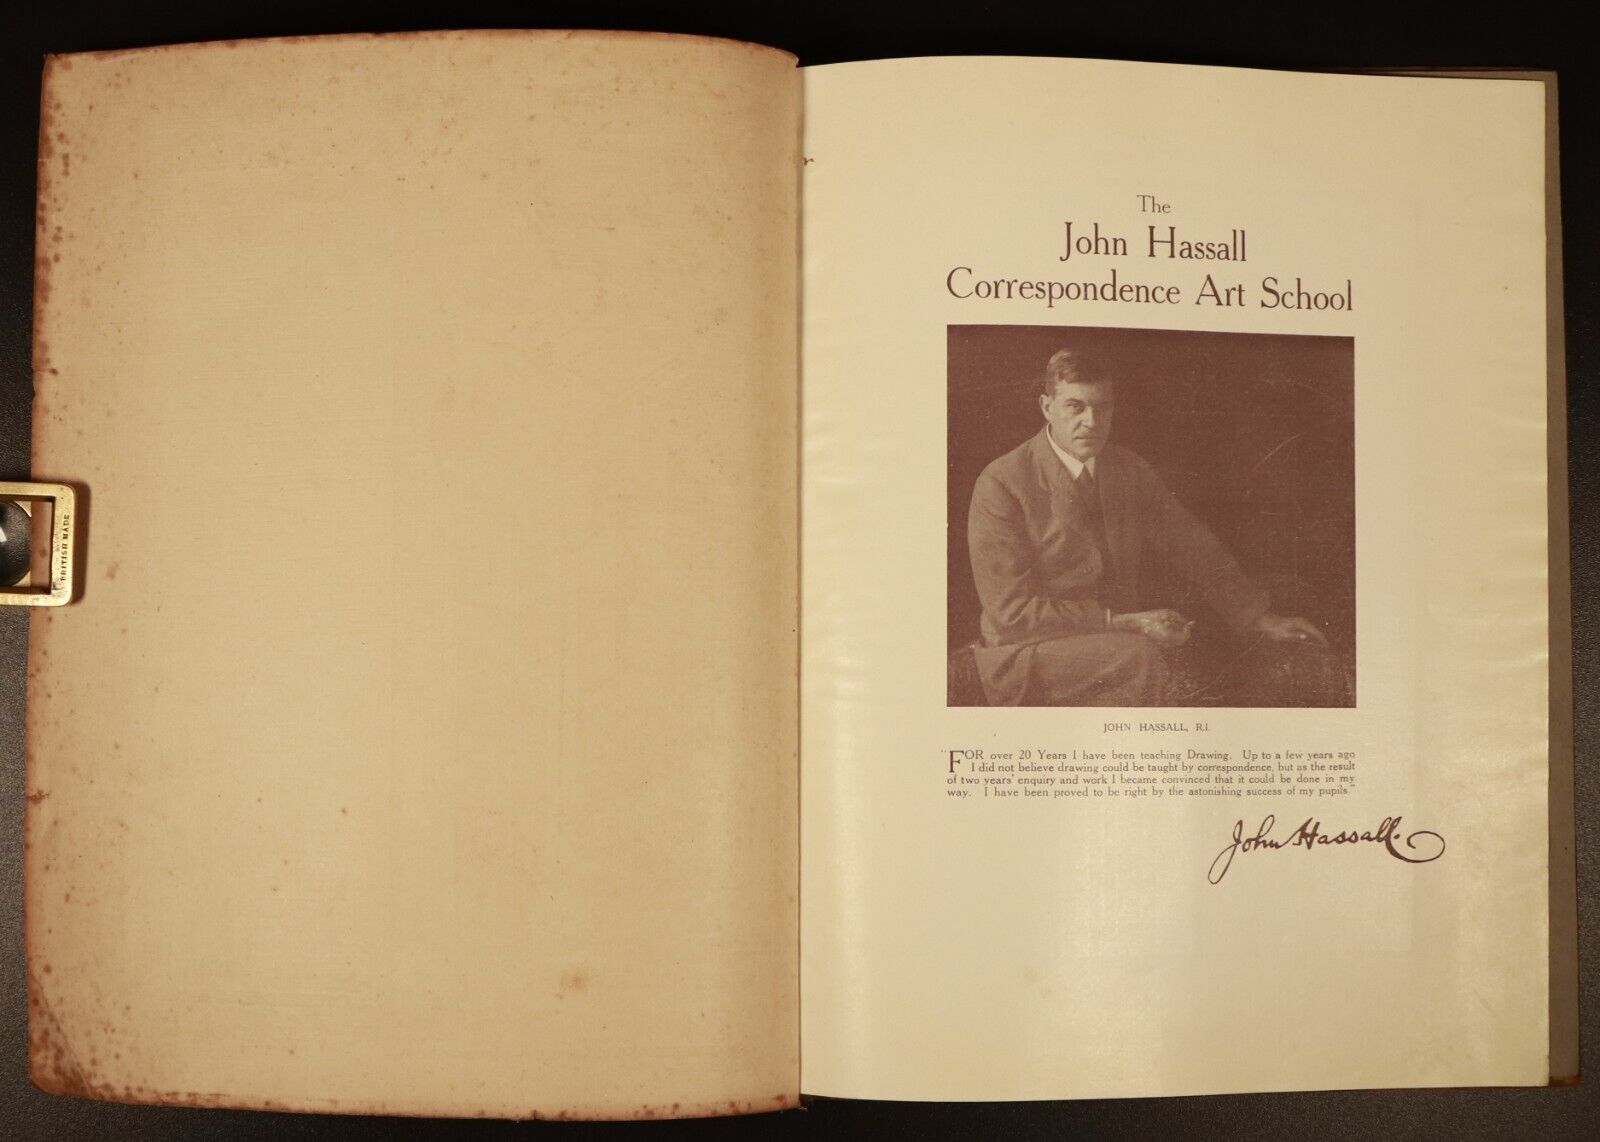 The
John Hassall
Correspondence Art School
JOHN HASSALL, R.I.
"FOR over 20 Years I have been teaching Drawing. Up to a few years ago
I did not believe drawing could be taught by correspondence, but as the result
of two years' enquiry and work I became convinced that it could be done in my
way. I have been proved to be right by the astonishing success of my pupils."
John Hassall.
BRITISH MADE